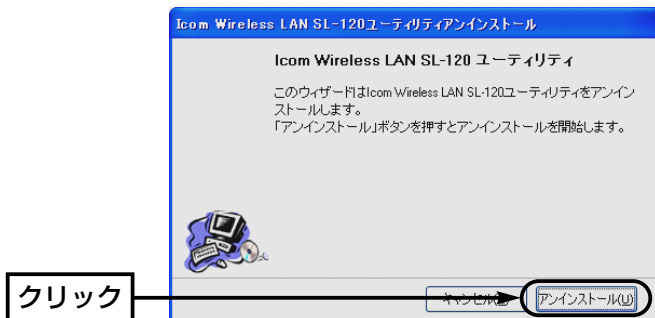 Icom Wireless LAN SL-120ユーティリティアンインストール
Icom Wireless LAN SL-120 ユーティリティ
このウィザードはIcom Wireless LAN SL-120ユーティリティをアンイン
ストールします。
「アンインストール」ボタンを押すとアンインストールを開始します。
クリック
キャンセル
アンインストール(U)